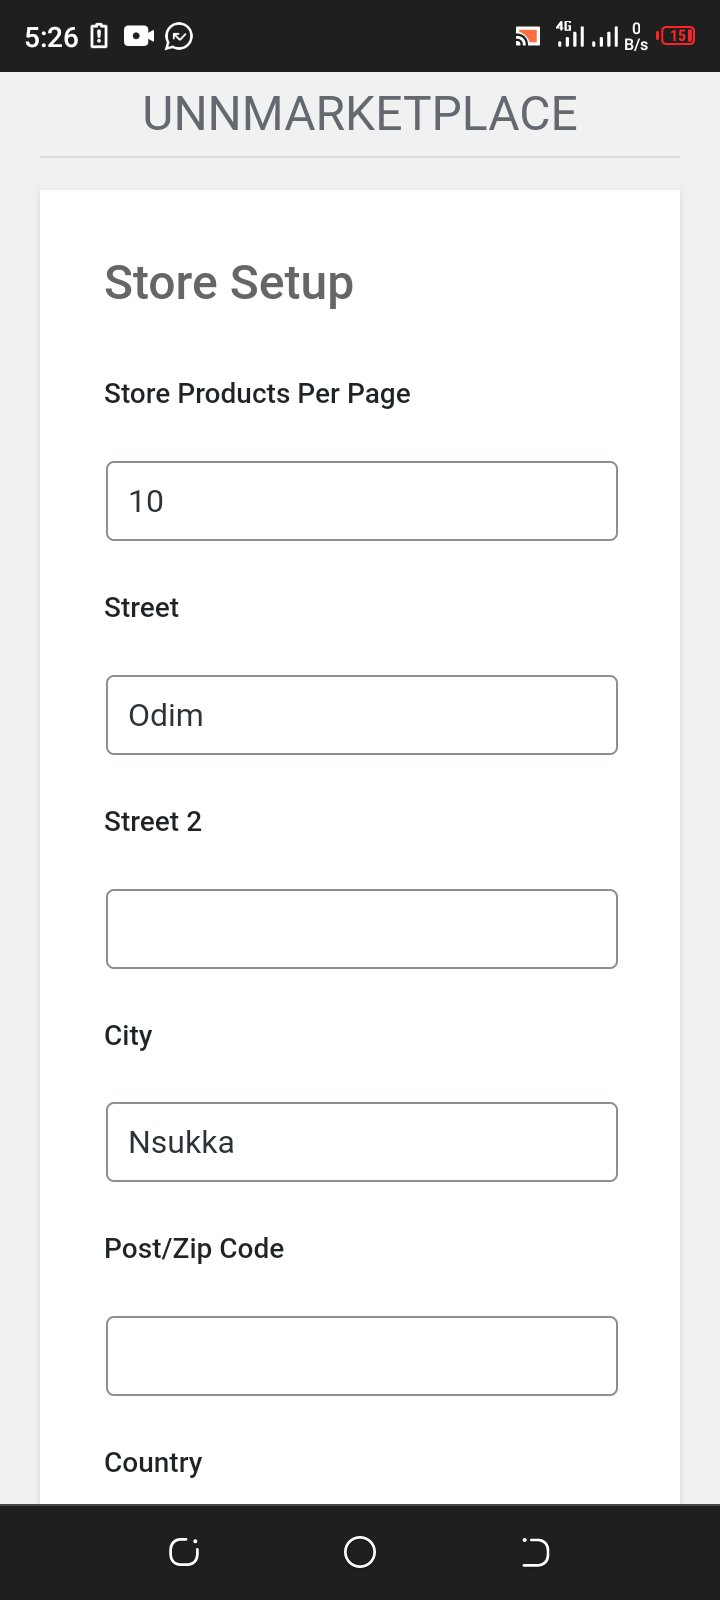 5:26
4G
0
B/s
15
UNNMARKETPLACE
Store Setup
Store Products Per Page
10
Street
Odim
Street 2
City
Nsukka
Post/Zip Code
Country